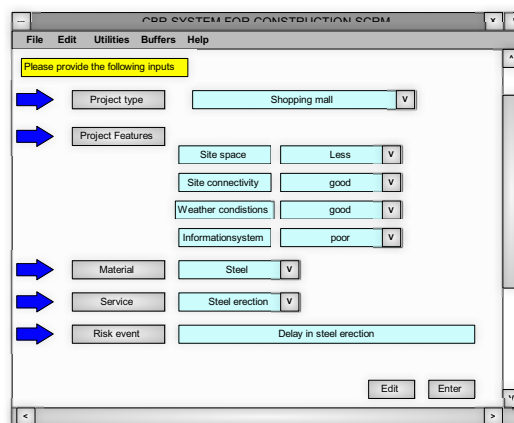 CBR SYSTEM FOR CONSTRUCTION SCRM
File Edit Utilities Buffers Help
Please provide the following inputs
Project type Shopping mall V
Project Features
Site space Less V
Site connectivity good V
Weather condistions good V
Informationsystem poor V
Material Steel V
Service Steel erection V
Risk event Delay in steel erection
Edit Enter